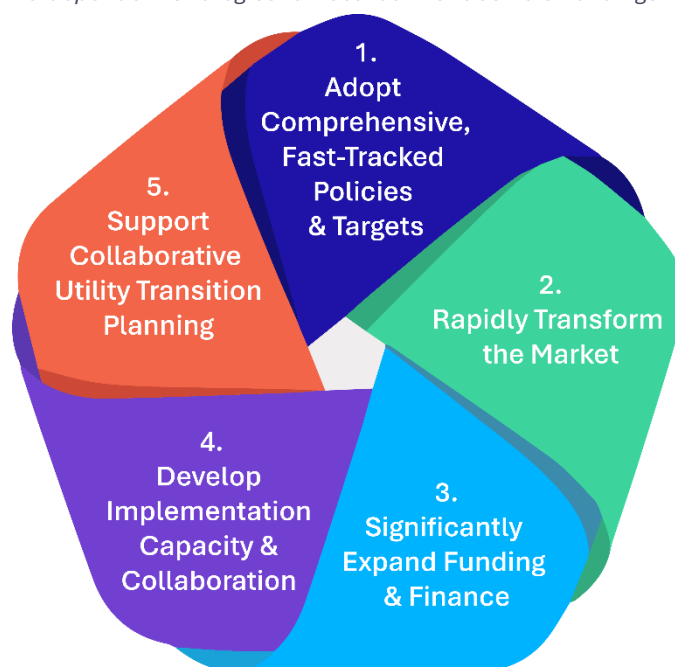 1.
Adopt
Comprehensive,
Fast-Tracked
Policies
& Targets
2.
Rapidly Transform
the Market
3.
Significantly
Expand Funding
& Finance
4.
Develop
Implementation
Capacity &
Collaboration
5.
Support
Collaborative
Utility Transition
Planning